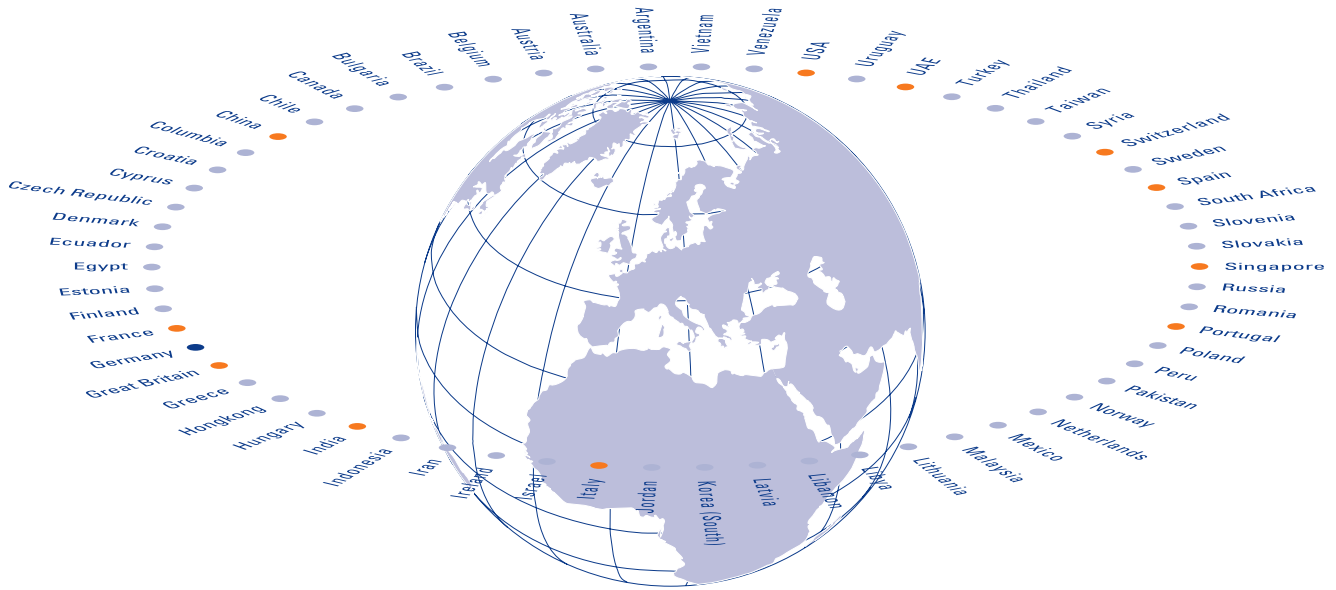 Argentina
Australia
Austria
Belgium
Brazil
Bulgaria
Canada
Chile
China
Columbia
Croatia
Cyprus
Czech Republic
Denmark
Ecuador
Egypt
Estonia
Finland
France
Germany
Great Britain
Greece
Hongkong
Hungary
India
Indonesia
Iran
Ireland
Israel
Italy
Jordan
Korea (South)
Latvia
Libanon
Libya
Lithuania
Malaysia
Mexico
Netherlands
Norway
Pakistan
Peru
Poland
Portugal
Romania
Russia
Singapore
Slovakia
Slovenia
South Africa
Spain
Sweden
Switzerland
Syria
Taiwan
Thailand
Turkey
UAE
Uruguay
USA
Venezuela
Vietnam